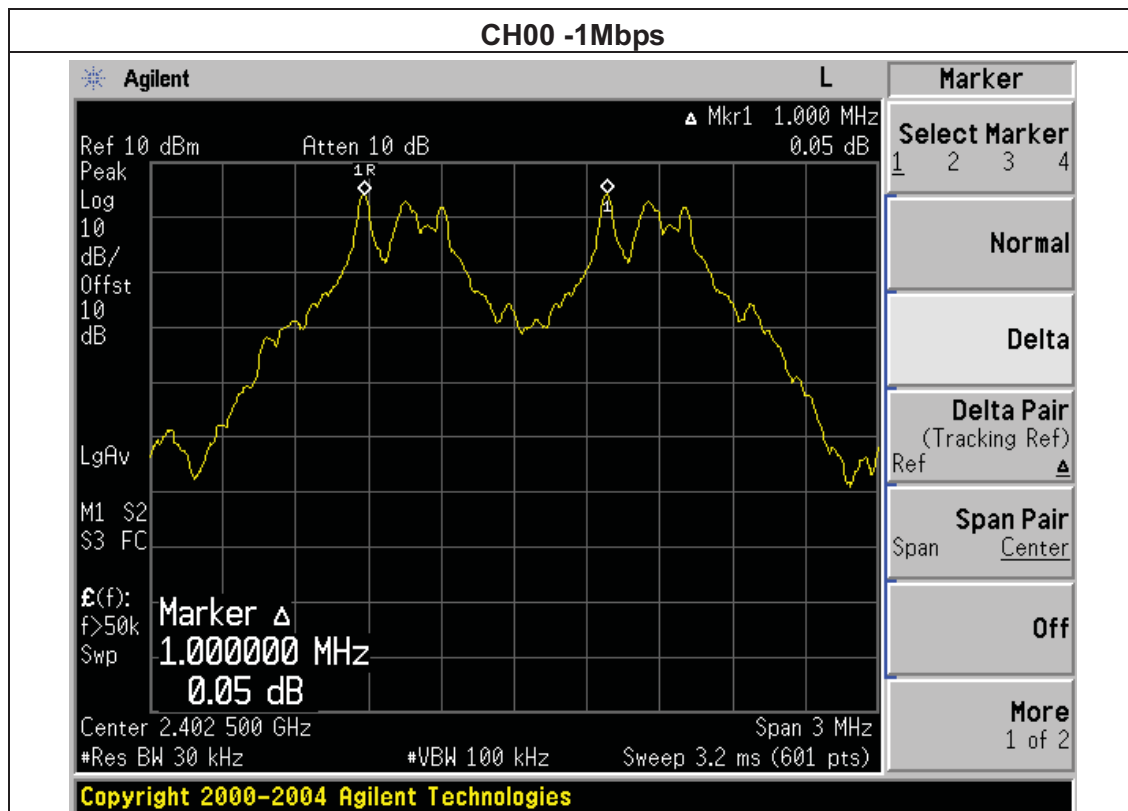 CH00 -1Mbps
Agilent L Marker
▵ Mkr1 1.000 MHz
Ref 10 dBm Atten 10 dB 0.05 dB
Peak
Log
10
dB/
Offst
10
dB
1R
1
LgAv
M1 S2
S3 FC
£(f):
f>50k
Swp
Marker ▵
1.000000 MHz
0.05 dB
Center 2.402 500 GHz Span 3 MHz
#Res BW 30 kHz #VBW 100 kHz Sweep 3.2 ms (601 pts)
Select Marker
1 2 3 4
Normal
Delta
Delta Pair
(Tracking Ref)
Ref ▵
Span Pair
Span Center
Off
More
1 of 2
Copyright 2000-2004 Agilent Technologies